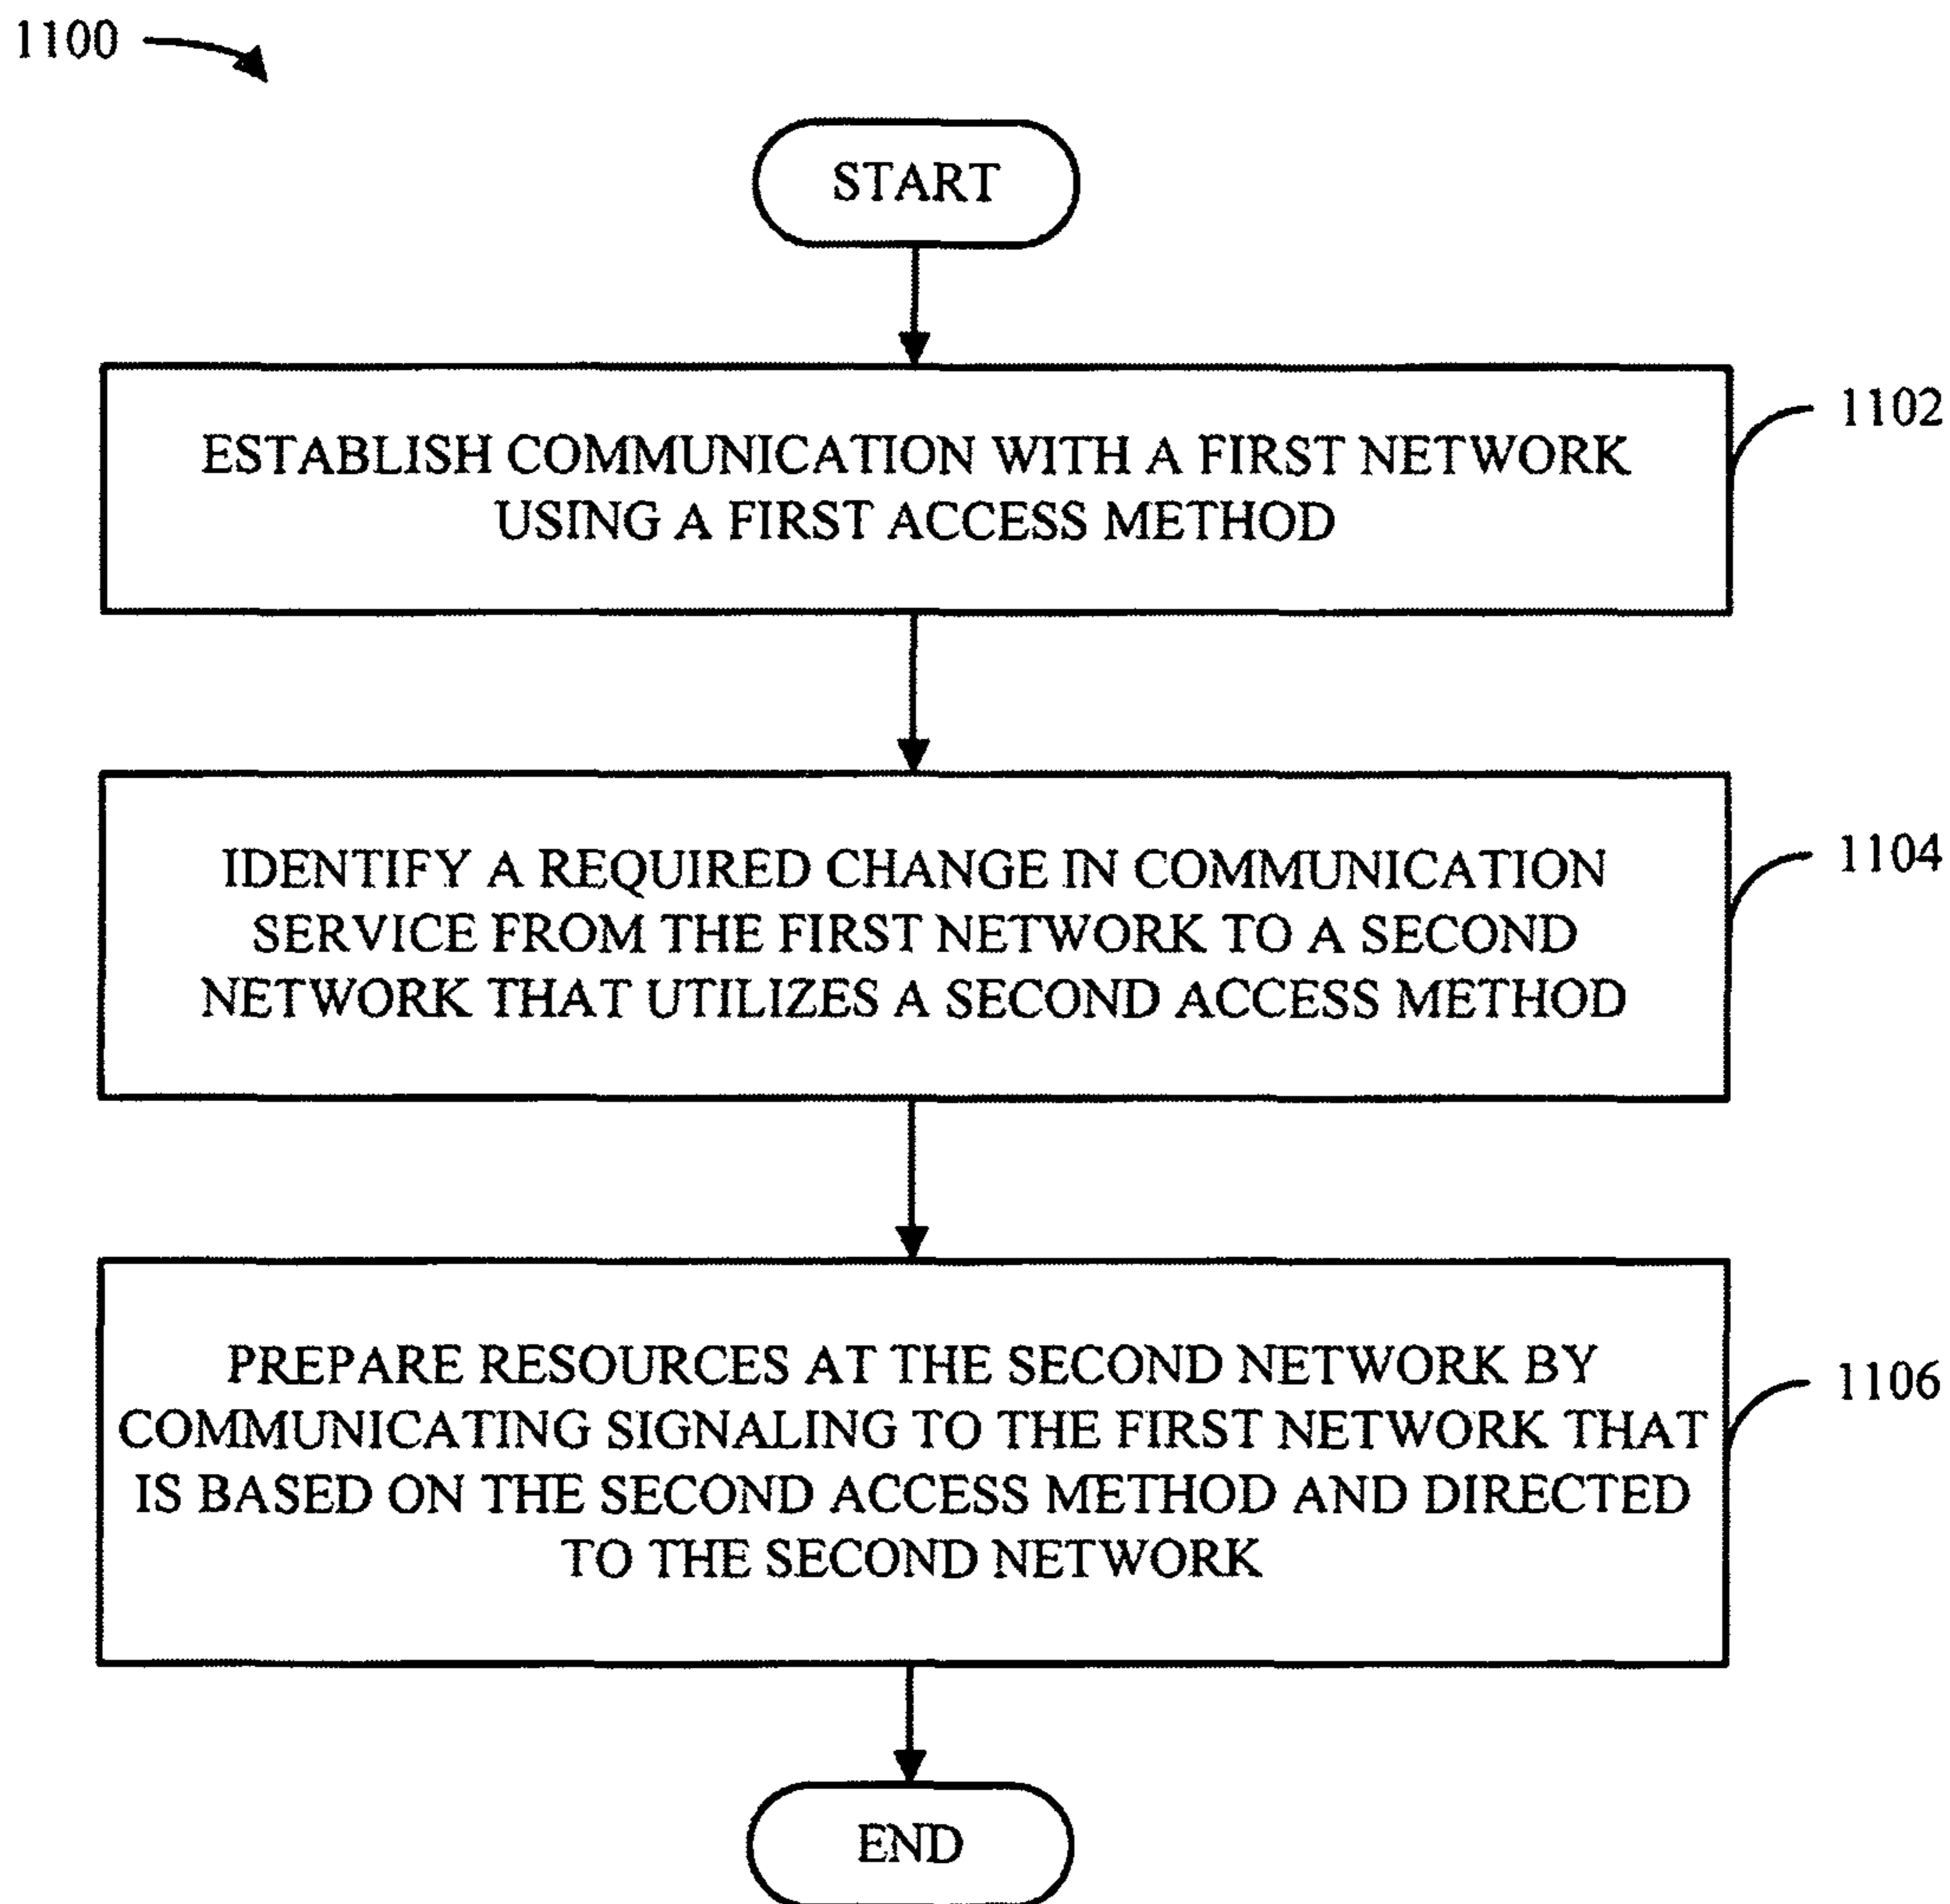 1100
START
ESTABLISH COMMUNICATION WITH A FIRST NETWORK
USING A FIRST ACCESS METHOD
1102
IDENTIFY A REQUIRED CHANGE IN COMMUNICATION
SERVICE FROM THE FIRST NETWORK TO A SECOND
NETWORK THAT UTILIZES A SECOND ACCESS METHOD
1104
PREPARE RESOURCES AT THE SECOND NETWORK BY
COMMUNICATING SIGNALING TO THE FIRST NETWORK THAT
IS BASED ON THE SECOND ACCESS METHOD AND DIRECTED
TO THE SECOND NETWORK
1106
END